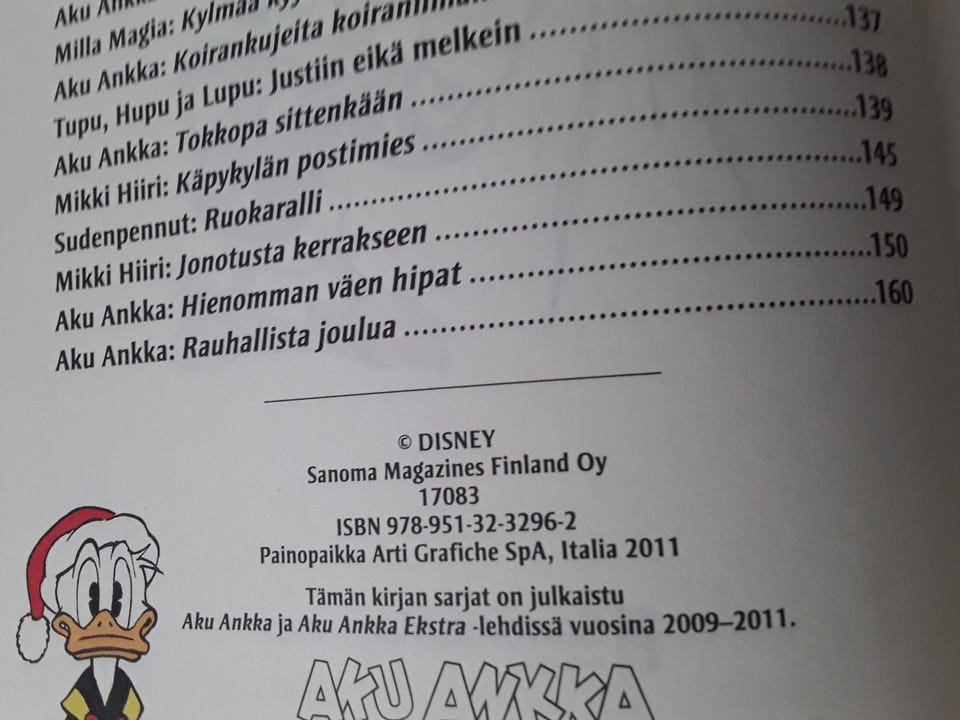 Aku Ankka
Milla Magia: Kylmää
Aku Ankka: Koirankujeita
Tupu, Hupu ja Lupu: Justiin eikä melkein ........................137
Aku Ankka: Tokkopa sittenkään ........................138
Mikki Hiiri: Käpykylän postimies ........................139
Sudenpennut: Ruokaralli ........................145
Mikki Hiiri: Jonotusta kerrakseen ........................149
Aku Ankka: Hienomman väen hipat ........................150
Aku Ankka: Rauhallista joulua ........................160
© DISNEY
Sanoma Magazines Finland Oy
17083
ISBN 978-951-32-3296-2
Painopaikka Arti Grafiche SpA, Italia 2011
Tämän kirjan sarjat on julkaistu
Aku Ankka ja Aku Ankka Ekstra -lehdissä vuosina 2009–2011.
AKU ANKKA